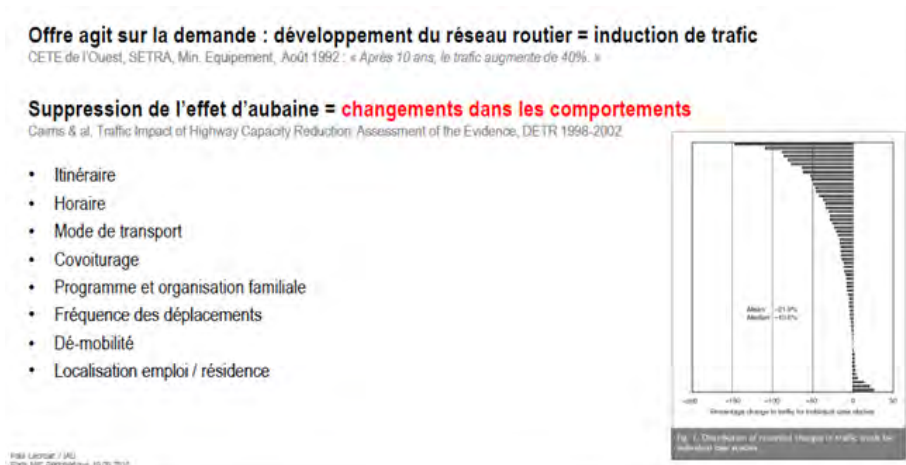 Offre agit sur la demande : développement du réseau routier = induction de trafic
CETE de l'Ouest, SETRA, Min. Equipement, Août 1992 : « Après 10 ans, le trafic augmente de 40%. »
Suppression de l'effet d'aubaine = changements dans les comportements
Cairns & al. Traffic Impact of Highway Capacity Reduction: Assessment of the Evidence, DETR 1998-2002
• Itinéraire
• Horaire
• Mode de transport
• Covoiturage
• Programme et organisation familiale
• Fréquence des déplacements
• Dé-mobilité
• Localisation emploi / résidence
Mean: -21.9%
Median: -10.6%
-200 -150 -100 -50 0 50
Percentage change in traffic for individual case studies
Fig. 1. Distribution of recorded changes in traffic levels for
individual case studies